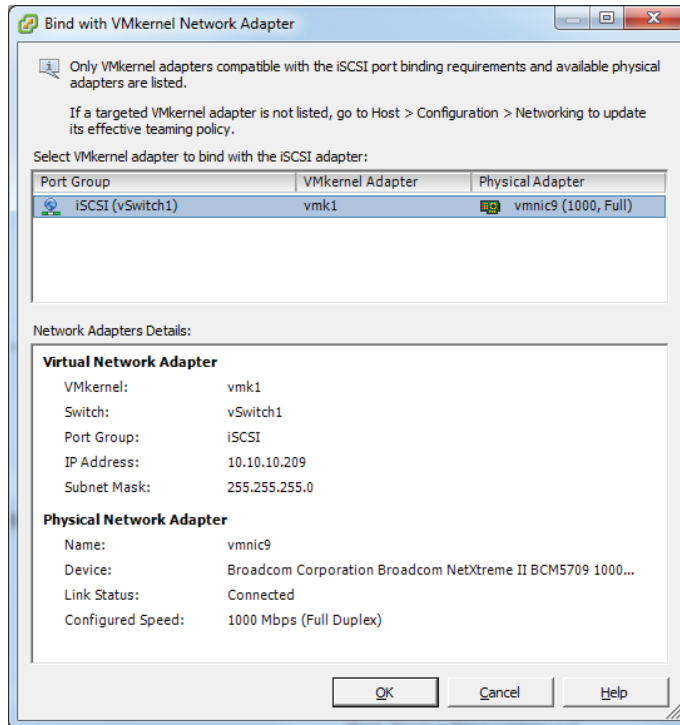 Bind with VMkernel Network Adapter
Only VMkernel adapters compatible with the iSCSI port binding requirements and available physical
adapters are listed.
If a targeted VMkernel adapter is not listed, go to Host > Configuration > Networking to update
its effective teaming policy.
Select VMkernel adapter to bind with the iSCSI adapter:
Port Group VMkernel Adapter Physical Adapter
iSCSI (vSwitch1) vmk1 vmnic9 (1000, Full)
Network Adapters Details:
Virtual Network Adapter
VMkernel: vmk1
Switch: vSwitch1
Port Group: iSCSI
IP Address: 10.10.10.209
Subnet Mask: 255.255.255.0
Physical Network Adapter
Name: vmnic9
Device: Broadcom Corporation Broadcom NetXtreme II BCM5709 1000...
Link Status: Connected
Configured Speed: 1000 Mbps (Full Duplex)
OK Cancel Help